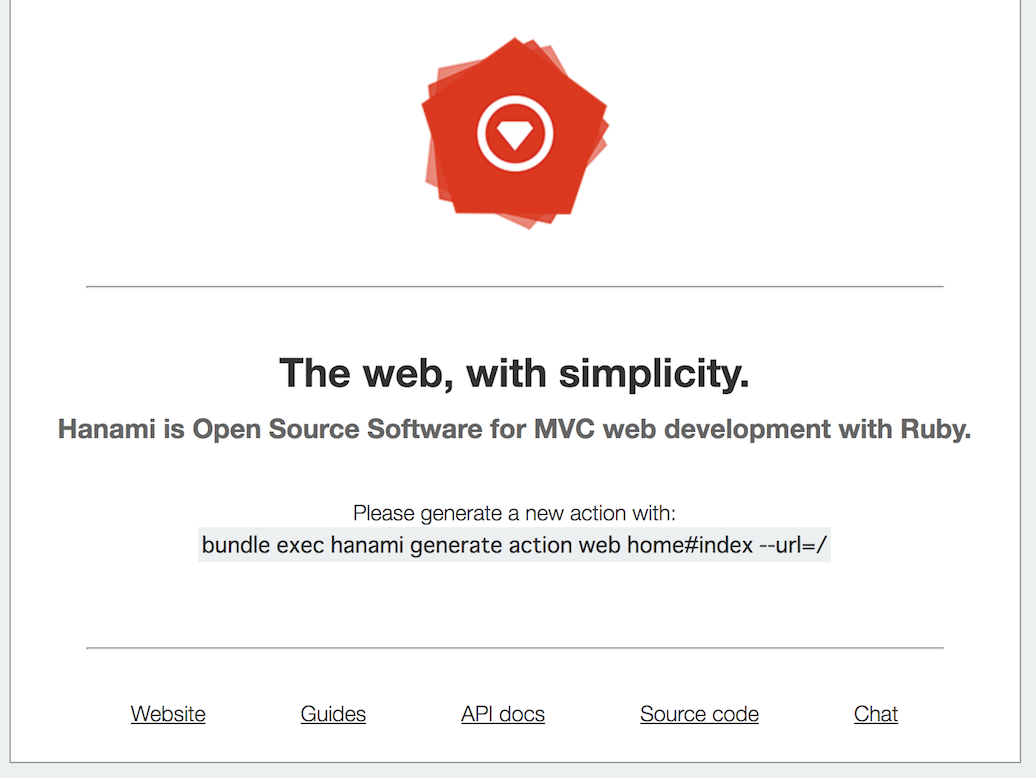 The web, with simplicity.
Hanami is Open Source Software for MVC web development with Ruby.
Please generate a new action with:
bundle exec hanami generate action web home#index --url=/
Website Guides API docs Source code Chat